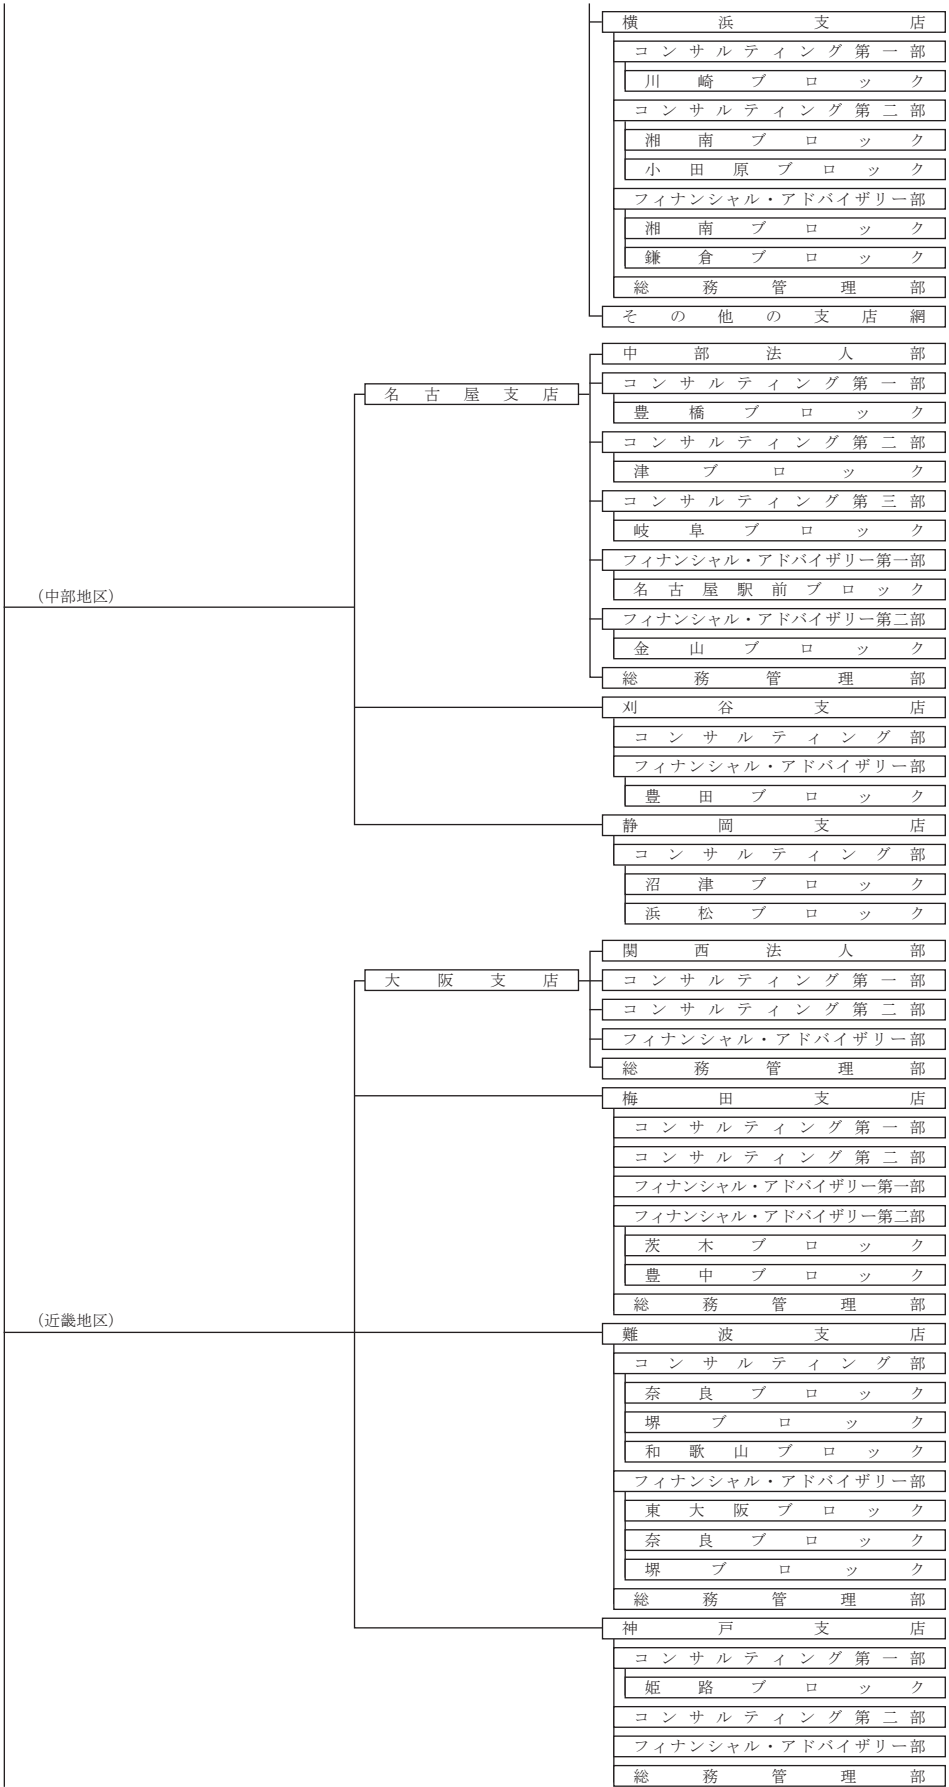 横浜支店
コンサルティング第一部
川崎ブロック
コンサルティング第二部
湘南ブロック
小田原ブロック
フィナンシャル・アドバイザリー部
湘南ブロック
鎌倉ブロック
総務管理部
その他の支店網
(中部地区)
名古屋支店
中部法人部
コンサルティング第一部
豊橋ブロック
コンサルティング第二部
津ブロック
コンサルティング第三部
岐阜ブロック
フィナンシャル・アドバイザリー第一部
名古屋駅前ブロック
フィナンシャル・アドバイザリー第二部
金山ブロック
総務管理部
刈谷支店
コンサルティング部
フィナンシャル・アドバイザリー部
豊田ブロック
静岡支店
コンサルティング部
沼津ブロック
浜松ブロック
(近畿地区)
大阪支店
関西法人部
コンサルティング第一部
コンサルティング第二部
フィナンシャル・アドバイザリー部
総務管理部
梅田支店
コンサルティング第一部
コンサルティング第二部
フィナンシャル・アドバイザリー第一部
フィナンシャル・アドバイザリー第二部
茨木ブロック
豊中ブロック
総務管理部
難波支店
コンサルティング部
奈良ブロック
堺ブロック
和歌山ブロック
フィナンシャル・アドバイザリー部
東大阪ブロック
奈良ブロック
堺ブロック
総務管理部
神戸支店
コンサルティング第一部
姫路ブロック
コンサルティング第二部
フィナンシャル・アドバイザリー部
総務管理部